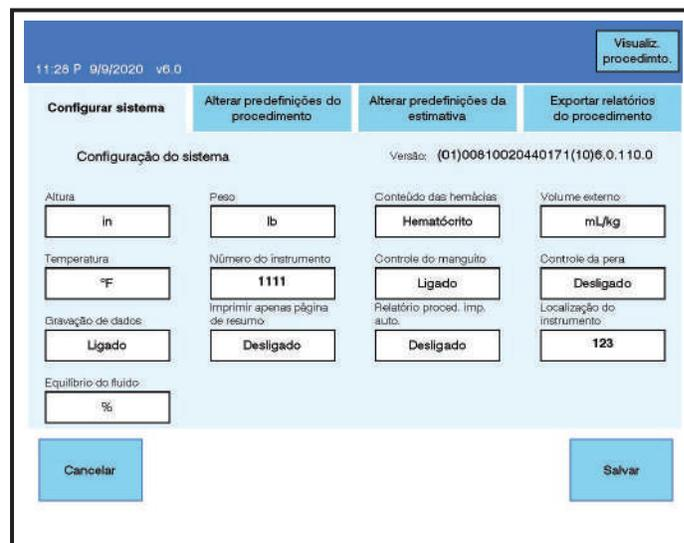 Visualiz.
procedimto.
11:28 P 9/9/2020 v6.0
Configurar sistema
Alterar predefinições do
procedimento
Alterar predefinições da
estimativa
Exportar relatórios
do procedimento
Configuração do sistema
Versão: (01)00810020440171(10)6.0.110.0
Altura
in
Peso
lb
Conteúdo das hemácias
Hematócrito
Volume externo
mL/kg
Temperatura
°F
Número do instrumento
1111
Controle do manguito
Ligado
Controle da pera
Desligado
Gravação de dados
Ligado
Imprimir apenas página
de resumo
Desligado
Relatório proced. imp.
auto.
Desligado
Localização do
instrumento
123
Equilíbrio do fluido
%
Cancelar
Salvar